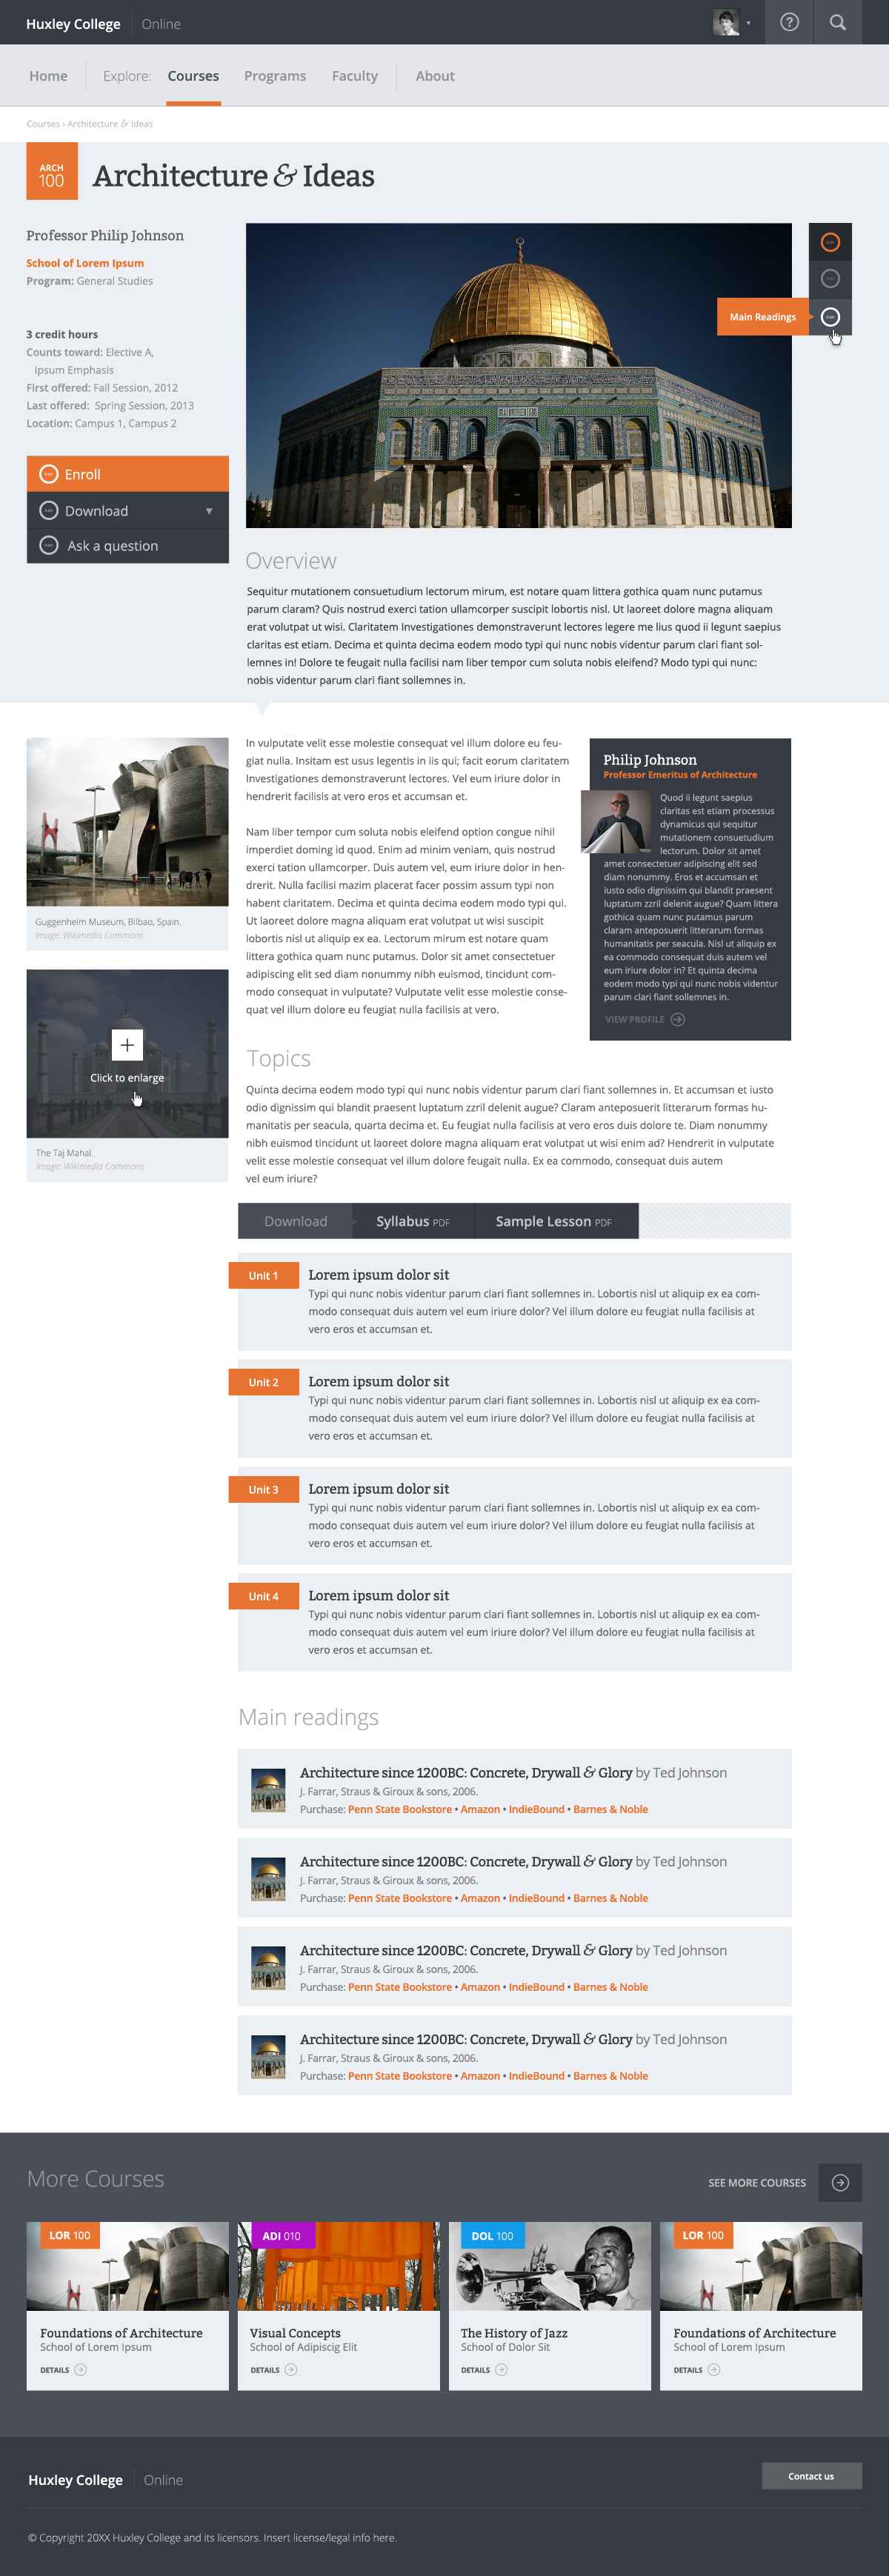 Huxley College Online
Home Explore: Courses Programs Faculty About
Courses › Architecture & Ideas
ARCH
100
Architecture & Ideas
Professor Philip Johnson
School of Lorem Ipsum
Program: General Studies
3 credit hours
Counts toward: Elective A,
Ipsum Emphasis
First offered: Fall Session, 2012
Last offered: Spring Session, 2013
Location: Campus 1, Campus 2
Enroll
Download
Ask a question
Main Readings
Overview
Sequitur mutationem consuetudium lectorum mirum, est notare quam littera gothica quam nunc putamus
parum claram? Quis nostrud exerci tation ullamcorper suscipit lobortis nisl. Ut laoreet dolore magna aliquam
erat volutpat ut wisi. Claritatem Investigationes demonstraverunt lectores legere me lius quod ii legunt saepius
claritas est etiam. Decima et quinta decima eodem modo typi qui nunc nobis videntur parum clari fiant sol-
lemnes in! Dolore te feugait nulla facilisi nam liber tempor cum soluta nobis eleifend? Modo typi qui nunc:
nobis videntur parum clari fiant sollemnes in.
Guggenheim Museum, Bilbao, Spain.
Image: Wikimedia Commons
Click to enlarge
The Taj Mahal.
Image: Wikimedia Commons
In vulputate velit esse molestie consequat vel illum dolore eu feu-
giat nulla. Insitam est usus legentis in iis qui; facit eorum claritatem
Investigationes demonstraverunt lectores. Vel eum iriure dolor in
hendrerit facilisis at vero eros et accumsan et.
Nam liber tempor cum soluta nobis eleifend option congue nihil
imperdiet doming id quod. Enim ad minim veniam, quis nostrud
exerci tation ullamcorper. Duis autem vel, eum iriure dolor in hen-
drerit. Nulla facilisi mazim placerat facer possim assum typi non
habent claritatem. Decima et quinta decima eodem modo typi qui.
Ut laoreet dolore magna aliquam erat volutpat ut wisi suscipit
lobortis nisl ut aliquip ex ea. Lectorum mirum est notare quam
littera gothica quam nunc putamus. Dolor sit amet consectetuer
adipiscing elit sed diam nonummy nibh euismod, tincidunt com-
modo consequat in vulputate? Vulputate velit esse molestie conse-
quat vel illum dolore eu feugiat nulla facilisis at vero.
Philip Johnson
Professor Emeritus of Architecture
Quod ii legunt saepius
claritas est etiam processus
dynamicus qui sequitur
mutationem consuetudium
lectorum. Dolor sit amet
amet consectetuer adipiscing elit sed
diam nonummy. Eros et accumsan et
iusto odio dignissim qui blandit praesent
luptatum zzril delenit augue? Quam littera
gothica quam nunc putamus parum
claram anteposuerit litterarum formas
humanitatis per seacula. Nisl ut aliquip ex
ea commodo consequat duis autem vel
eum iriure dolor in? Et quinta decima
eodem modo typi qui nunc nobis videntur
parum clari fiant sollemnes in.
VIEW PROFILE
Topics
Quinta decima eodem modo typi qui nunc nobis videntur parum clari fiant sollemnes in. Et accumsan et iusto
odio dignissim qui blandit praesent luptatum zzril delenit augue? Claram anteposuerit litterarum formas hu-
manitatis per seacula, quarta decima et. Eu feugiat nulla facilisis at vero eros duis dolore te. Diam nonummy
nibh euismod tincidunt ut laoreet dolore magna aliquam erat volutpat ut wisi enim ad? Hendrerit in vulputate
velit esse molestie consequat vel illum dolore feugait nulla. Ex ea commodo, consequat duis autem
vel eum iriure?
Download Syllabus PDF Sample Lesson PDF
Unit 1 Lorem ipsum dolor sit
Typi qui nunc nobis videntur parum clari fiant sollemnes in. Lobortis nisl ut aliquip ex ea com-
modo consequat duis autem vel eum iriure dolor? Vel illum dolore eu feugiat nulla facilisis at
vero eros et accumsan et.
Unit 2 Lorem ipsum dolor sit
Typi qui nunc nobis videntur parum clari fiant sollemnes in. Lobortis nisl ut aliquip ex ea com-
modo consequat duis autem vel eum iriure dolor? Vel illum dolore eu feugiat nulla facilisis at
vero eros et accumsan et.
Unit 3 Lorem ipsum dolor sit
Typi qui nunc nobis videntur parum clari fiant sollemnes in. Lobortis nisl ut aliquip ex ea com-
modo consequat duis autem vel eum iriure dolor? Vel illum dolore eu feugiat nulla facilisis at
vero eros et accumsan et.
Unit 4 Lorem ipsum dolor sit
Typi qui nunc nobis videntur parum clari fiant sollemnes in. Lobortis nisl ut aliquip ex ea com-
modo consequat duis autem vel eum iriure dolor? Vel illum dolore eu feugiat nulla facilisis at
vero eros et accumsan et.
Main readings
Architecture since 1200BC: Concrete, Drywall & Glory by Ted Johnson
J. Farrar, Straus & Giroux & sons, 2006.
Purchase: Penn State Bookstore • Amazon • IndieBound • Barnes & Noble
Architecture since 1200BC: Concrete, Drywall & Glory by Ted Johnson
J. Farrar, Straus & Giroux & sons, 2006.
Purchase: Penn State Bookstore • Amazon • IndieBound • Barnes & Noble
Architecture since 1200BC: Concrete, Drywall & Glory by Ted Johnson
J. Farrar, Straus & Giroux & sons, 2006.
Purchase: Penn State Bookstore • Amazon • IndieBound • Barnes & Noble
Architecture since 1200BC: Concrete, Drywall & Glory by Ted Johnson
J. Farrar, Straus & Giroux & sons, 2006.
Purchase: Penn State Bookstore • Amazon • IndieBound • Barnes & Noble
More Courses
SEE MORE COURSES
LOR 100
Foundations of Architecture
School of Lorem Ipsum
DETAILS
ADI 010
Visual Concepts
School of Adipiscig Elit
DETAILS
DOL 100
The History of Jazz
School of Dolor Sit
DETAILS
LOR 100
Foundations of Architecture
School of Lorem Ipsum
DETAILS
Huxley College Online
Contact us
© Copyright 20XX Huxley College and its licensors. Insert license/legal info here.